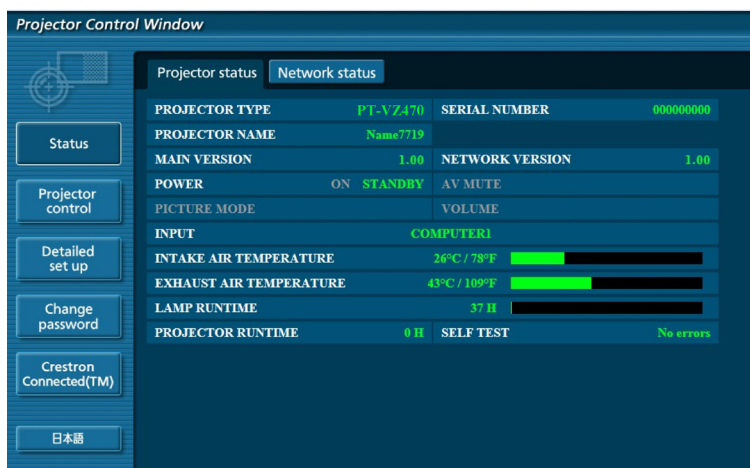 Projector Control Window
Projector status Network status
PROJECTOR TYPE PT-VZ470 SERIAL NUMBER 000000000
PROJECTOR NAME Name7719
MAIN VERSION 1.00 NETWORK VERSION 1.00
POWER ON STANDBY AV MUTE
PICTURE MODE VOLUME
INPUT COMPUTER1
INTAKE AIR TEMPERATURE 26°C / 78°F
EXHAUST AIR TEMPERATURE 43°C / 109°F
LAMP RUNTIME 37 H
PROJECTOR RUNTIME 0 H SELF TEST No errors
Status
Projector
control
Detailed
set up
Change
password
Crestron
Connected(TM)
日本語